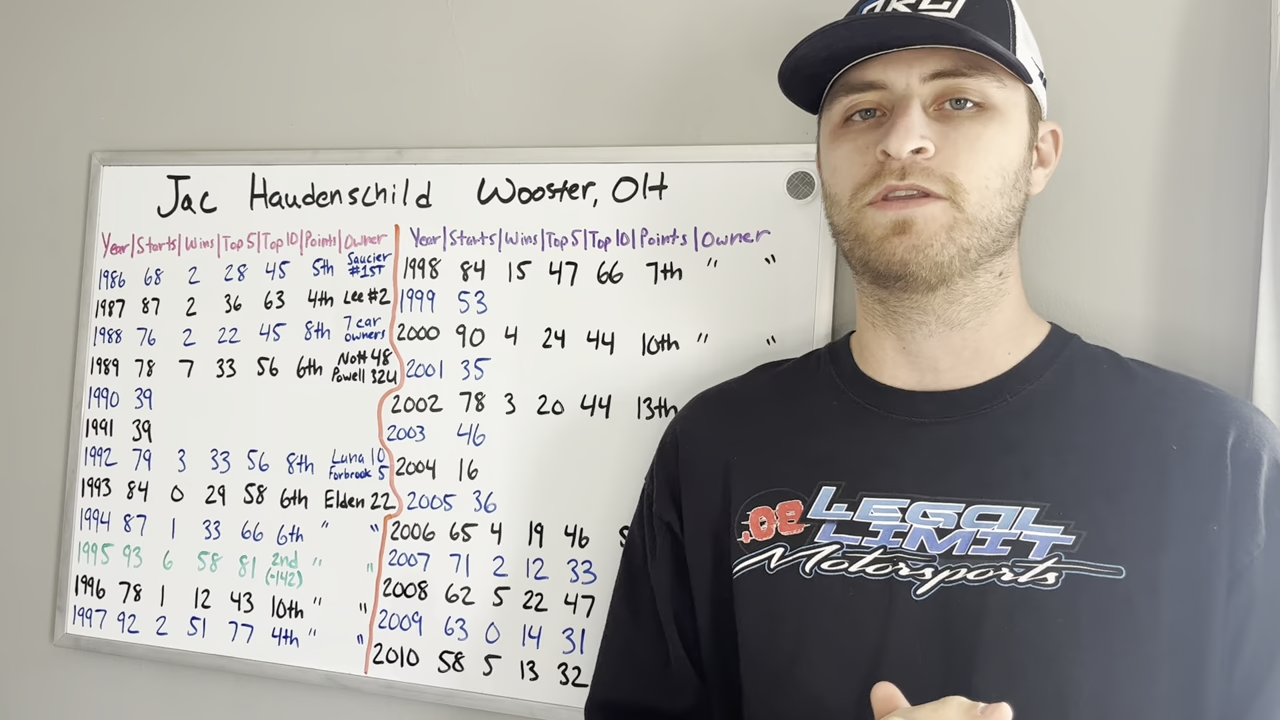 Jac Haudenschild Wooster, OH
Year|Starts|Wins|Top 5|Top 10|Points|Owner
1986 68 2 28 45 5th Saucier #1ST
1987 87 2 36 63 4th Lee #2
1988 76 2 22 45 8th 7 car owners
1989 78 7 33 56 6th Nott 48 Powell 32U
1990 39
1991 39
1992 79 3 33 56 8th Luna 10 Forbrook 5
1993 84 0 29 58 6th Elden 22
1994 87 1 33 66 6th " "
1995 93 6 58 81 2nd (-142) " "
1996 78 1 12 43 10th " "
1997 92 2 51 77 4th " "
Year|Starts|Wins|Top 5|Top 10|Points|Owner
1998 84 15 47 66 7th " "
1999 53
2000 90 4 24 44 10th " "
2001 35
2002 78 3 20 44 13th
2003 46
2004 16
2005 36
2006 65 4 19 46
2007 71 2 12 33
2008 62 5 22 47
2009 63 0 14 31
2010 58 5 13 32
.08 LEGAL
LIMIT
Motorsports